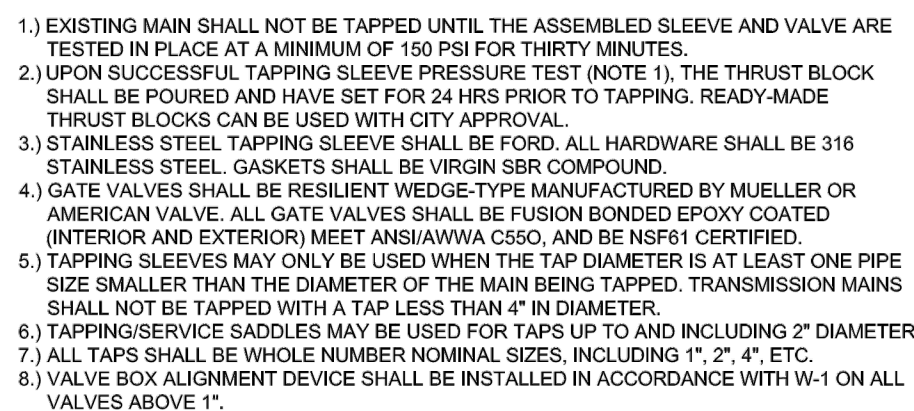 1.) EXISTING MAIN SHALL NOT BE TAPPED UNTIL THE ASSEMBLED SLEEVE AND VALVE ARE
TESTED IN PLACE AT A MINIMUM OF 150 PSI FOR THIRTY MINUTES.
2.) UPON SUCCESSFUL TAPPING SLEEVE PRESSURE TEST (NOTE 1), THE THRUST BLOCK
SHALL BE POURED AND HAVE SET FOR 24 HRS PRIOR TO TAPPING. READY-MADE
THRUST BLOCKS CAN BE USED WITH CITY APPROVAL.
3.) STAINLESS STEEL TAPPING SLEEVE SHALL BE FORD. ALL HARDWARE SHALL BE 316
STAINLESS STEEL. GASKETS SHALL BE VIRGIN SBR COMPOUND.
4.) GATE VALVES SHALL BE RESILIENT WEDGE-TYPE MANUFACTURED BY MUELLER OR
AMERICAN VALVE. ALL GATE VALVES SHALL BE FUSION BONDED EPOXY COATED
(INTERIOR AND EXTERIOR) MEET ANSI/AWWA C55O, AND BE NSF61 CERTIFIED.
5.) TAPPING SLEEVES MAY ONLY BE USED WHEN THE TAP DIAMETER IS AT LEAST ONE PIPE
SIZE SMALLER THAN THE DIAMETER OF THE MAIN BEING TAPPED. TRANSMISSION MAINS
SHALL NOT BE TAPPED WITH A TAP LESS THAN 4" IN DIAMETER.
6.) TAPPING/SERVICE SADDLES MAY BE USED FOR TAPS UP TO AND INCLUDING 2" DIAMETER
7.) ALL TAPS SHALL BE WHOLE NUMBER NOMINAL SIZES, INCLUDING 1", 2", 4", ETC.
8.) VALVE BOX ALIGNMENT DEVICE SHALL BE INSTALLED IN ACCORDANCE WITH W-1 ON ALL
VALVES ABOVE 1".